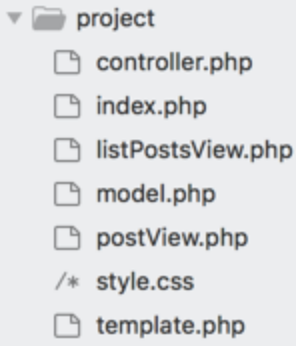 project
controller.php
index.php
listPostsView.php
model.php
postView.php
/* style.css
template.php